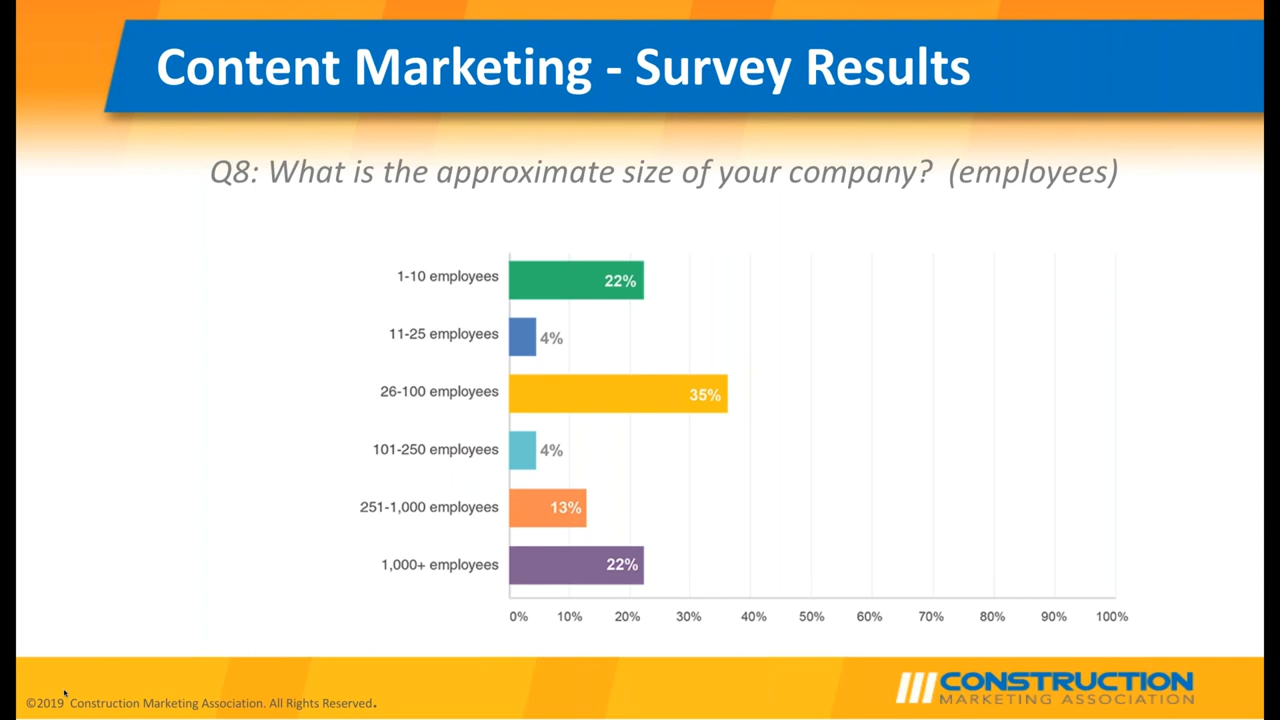 Content Marketing - Survey Results
Q8: What is the approximate size of your company? (employees)
1-10 employees 22%
11-25 employees 4%
26-100 employees 35%
101-250 employees 4%
251-1,000 employees 13%
1,000+ employees 22%
0% 10% 20% 30% 40% 50% 60% 70% 80% 90% 100%
CONSTRUCTION
MARKETING ASSOCIATION
©2019 Construction Marketing Association. All Rights Reserved.